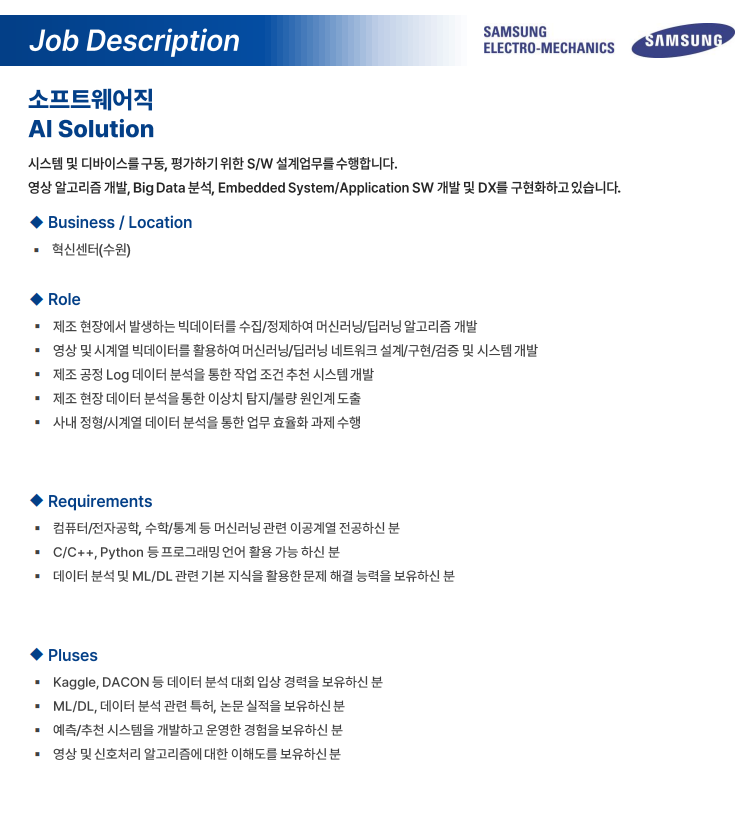 Job Description
SAMSUNG
ELECTRO-MECHANICS
SAMSUNG
소프트웨어직
AI Solution
시스템 및 디바이스를 구동, 평가하기 위한 S/W 설계업무를 수행합니다.
영상 알고리즘 개발, Big Data 분석, Embedded System/Application SW 개발 및 DX를 구현화하고 있습니다.
◆ Business / Location
▪ 혁신센터(수원)
◆ Role
▪ 제조 현장에서 발생하는 빅데이터를 수집/정제하여 머신러닝/딥러닝 알고리즘 개발
▪ 영상 및 시계열 빅데이터를 활용하여 머신러닝/딥러닝 네트워크 설계/구현/검증 및 시스템 개발
▪ 제조 공정 Log 데이터 분석을 통한 작업 조건 추천 시스템 개발
▪ 제조 현장 데이터 분석을 통한 이상치 탐지/불량 원인계 도출
▪ 사내 정형/시계열 데이터 분석을 통한 업무 효율화 과제 수행
◆ Requirements
▪ 컴퓨터/전자공학, 수학/통계 등 머신러닝 관련 이공계열 전공하신 분
▪ C/C++, Python 등 프로그래밍 언어 활용 가능 하신 분
▪ 데이터 분석 및 ML/DL 관련 기본 지식을 활용한 문제 해결 능력을 보유하신 분
◆ Pluses
▪ Kaggle, DACON 등 데이터 분석 대회 입상 경력을 보유하신 분
▪ ML/DL, 데이터 분석 관련 특허, 논문 실적을 보유하신 분
▪ 예측/추천 시스템을 개발하고 운영한 경험을 보유하신 분
▪ 영상 및 신호처리 알고리즘에 대한 이해도를 보유하신 분